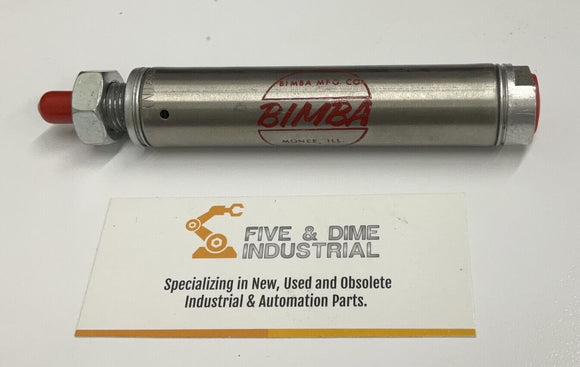 BIMBA MFG. CO.
BIMBA
MONEE, ILL.
FIVE & DIME
INDUSTRIAL
Specializing in New, Used and Obsolete
Industrial & Automation Parts.